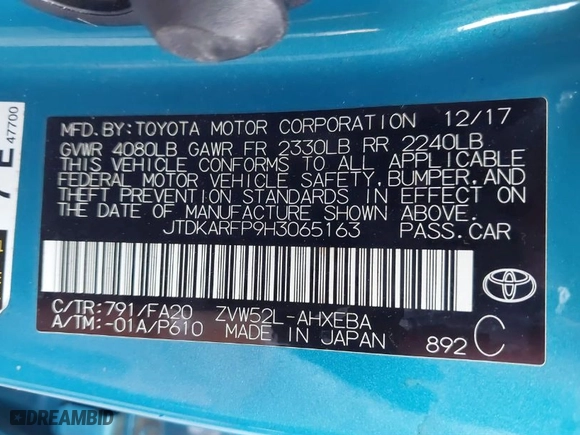 MFD.BY:TOYOTA MOTOR CORPORATION 12/17
GVWR 4080LB GAWR FR 2330LB RR 2240LB
THIS VEHICLE CONFORMS TO ALL APPLICABLE
FEDERAL MOTOR VEHICLE SAFETY,BUMPER,AND
THEFT PREVENTION STANDARDS IN EFFECT ON
THE DATE OF MANUFACTURE SHOWN ABOVE.
JTDKARFP9H3065163 PASS.CAR
C/TR:791/FA20 ZVW52L-AHXEBA
A/TM:-01A/P610 MADE IN JAPAN
892 C
47700
DREAMBID